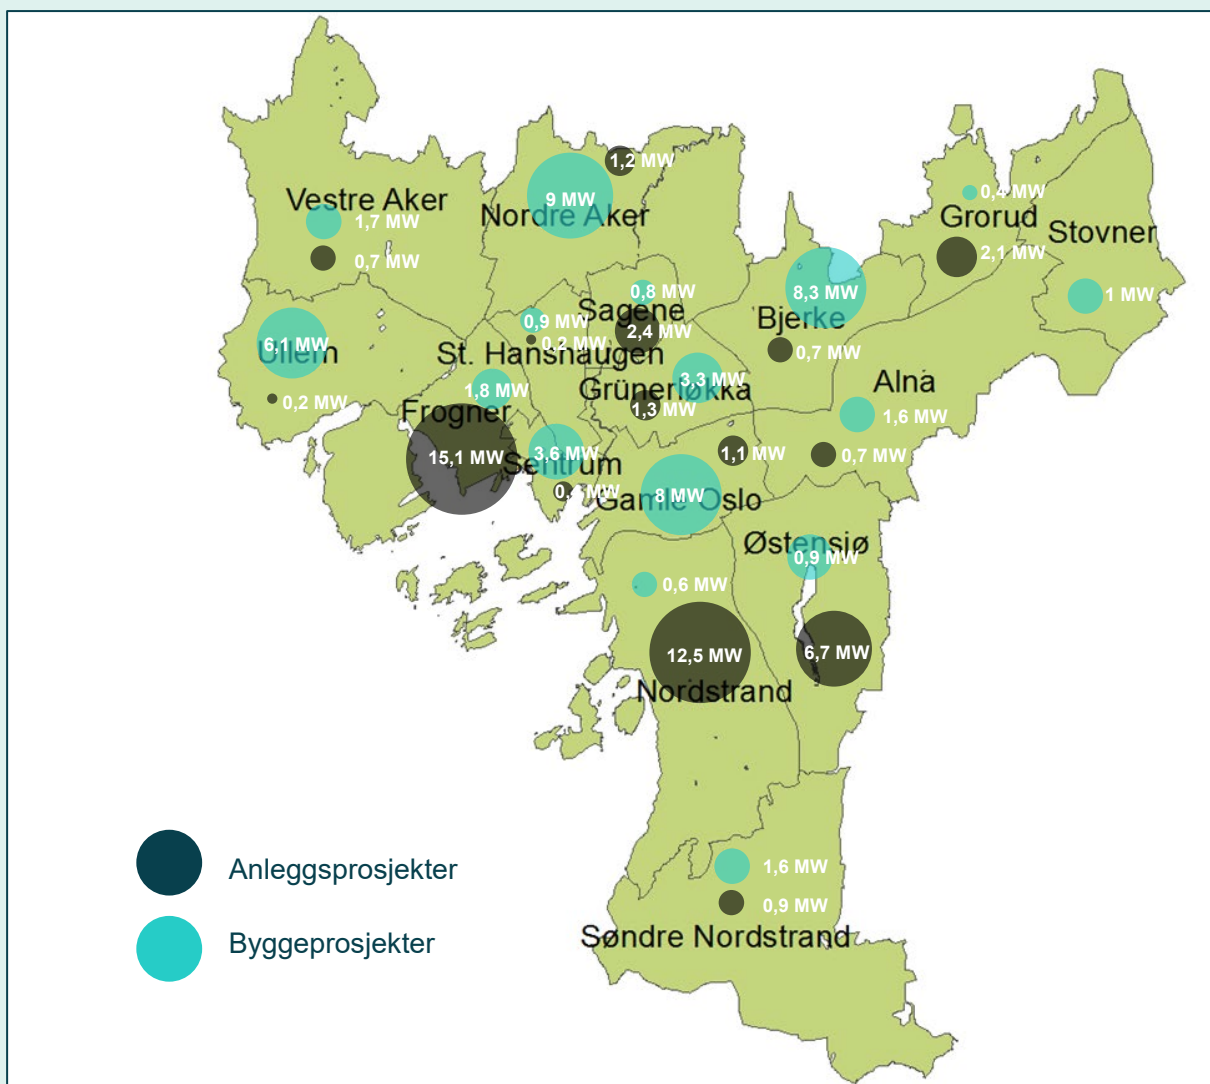 1,2 MW
Vestre Aker
9 MW
Nordre Aker
1,7 MW
0,7 MW
0,4 MW
Grorud
Stovner
2,1 MW
1 MW
0,8 MW
Sagene
2,4 MW
8,3 MW
Bjerke
0,7 MW
0,9 MW
0,2 MW
St. Hanshaugen
6,1 MW
Ullern
0,2 MW
1,8 MW
Frogner
15,1 MW
3,3 MW
Grünerløkka
1,3 MW
Alna
1,6 MW
0,7 MW
3,6 MW
Sentrum
MW
1,1 MW
8 MW
Gamle Oslo
Østensjø
0,9 MW
0,6 MW
12,5 MW
6,7 MW
Nordstrand
1,6 MW
0,9 MW
Søndre Nordstrand
Anleggsprosjekter
Byggeprosjekter